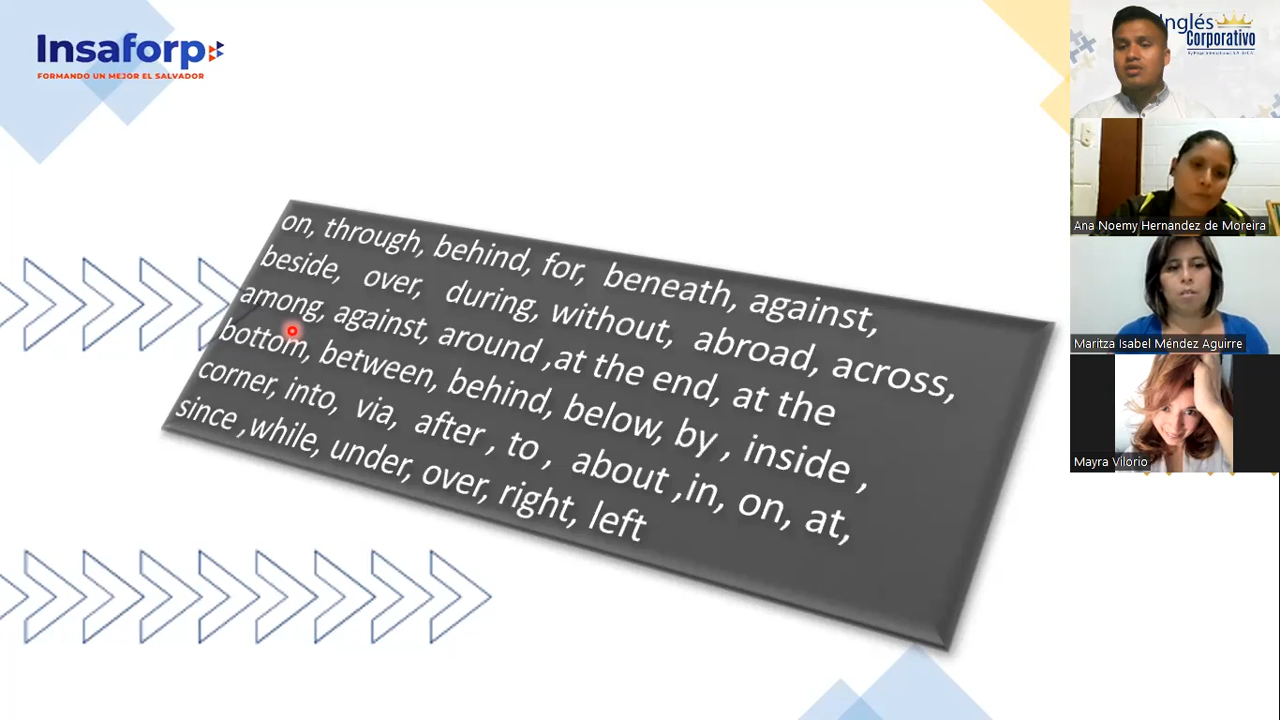 Insaforp
FORMANDO UN MEJOR EL SALVADOR
on, through, behind, for, beneath, against,
beside, over, during, without, abroad, across,
among, against, around ,at the end, at the
bottom, between, behind, below, by , inside ,
corner, into, via, after , to , about ,in, on, at,
since ,while, under, over, right, left
Inglés
Corporativo
Ana Noemy Hernandez de Moreira
Maritza Isabel Méndez Aguirre
Mayra Vilorio